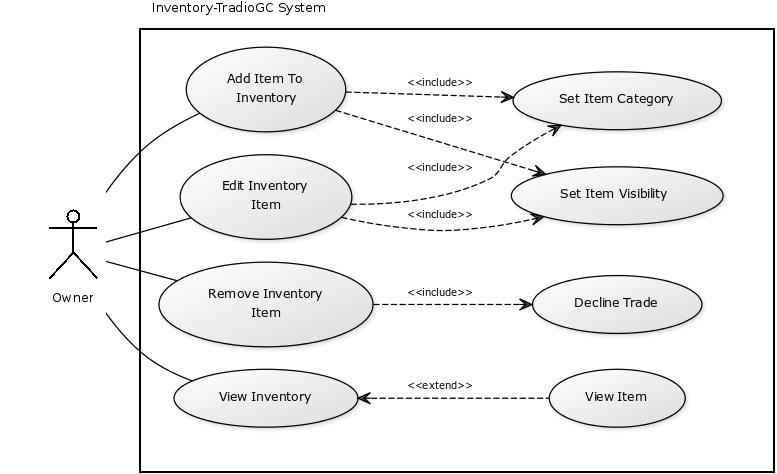 Inventory-TradioGC System
Add Item To
Inventory
<<include>>
Set Item Category
<<include>>
<<include>>
Edit Inventory
Item
Set Item Visibility
<<include>>
Owner
Remove Inventory
Item
<<include>>
Decline Trade
View Inventory
<<extend>>
View Item